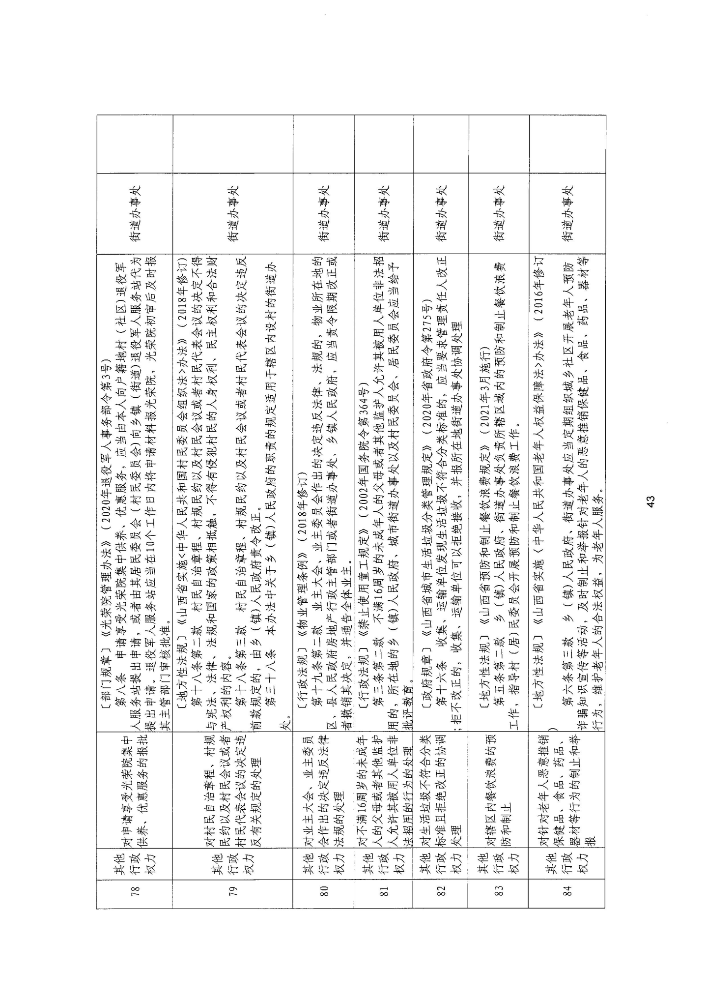 78
其他
行政
权力
对申请享受光荣院集中
供养、优惠服务的报批
〔部门规章〕《光荣院管理办法》（2020年退役军人事务部令第3号）
第八条　申请享受光荣院集中供养、优惠服务，应当由本人向户籍地村（社区）退役军
人服务站提出申请，或者由其居民委员会（村民委员会）向乡镇（街道）退役军人服务站代为
提出申请。退役军人服务站应当在10个工作日内将申请材料报光荣院，光荣院初审后及时报
其主管部门审核批准。
街道办事处
79
其他
行政
权力
对村民自治章程、村规
民约以及村民会议或者
村民代表会议的决定违
反有关规定的处理
〔地方性法规〕《山西省实施<中华人民共和国村民委员会组织法>办法》（2018年修订）
第十八条第二款　村民自治章程、村规民约以及村民会议或者村民代表会议的决定不得
与宪法、法律、法规和国家的政策相抵触，不得有侵犯村民的人身权利、民主权利和合法财
产权利的内容。
第十八条第三款　村民自治章程、村规民约以及村民会议或者村民代表会议的决定违反
前款规定的，由乡（镇）人民政府责令改正。
第三十八条　本办法中关于乡（镇）人民政府的职责的规定适用于辖区内设村的街道办
处。
街道办事处
80
其他
行政
权力
对业主大会、业主委员
会作出的决定违反法律
法规的处理
〔行政法规〕《物业管理条例》（2018年修订）
第十九条第二款　业主大会、业主委员会作出的决定违反法律、法规的，物业所在地的
区、县人民政府房地产行政主管部门或者街道办事处、乡镇人民政府，应当责令限期改正或
者撤销其决定，并通告全体业主。
街道办事处
81
其他
行政
权力
对不满16周岁的未成年
人的父母或者其他监护
人允许其被用人单位非
法招用的行为的处理
〔行政法规〕《禁止使用童工规定》（2002年国务院令第364号）
第三条第二款　不满16周岁的未成年人的父母或者其他监护人允许其被用人单位非法招
用的，所在地的乡（镇）人民政府、城市街道办事处以及村民委员会、居民委员会应当给予
批评教育。
街道办事处
82
其他
行政
权力
对生活垃圾不符合分类
标准且拒绝改正的协调
处理
〔政府规章〕《山西省城市生活垃圾分类管理规定》（2020年省政府令第275号）
第十六条　收集、运输单位发现生活垃圾不符合分类标准的，应当要求管理责任人改正
；拒不改正的，收集、运输单位可以拒绝接收，并报所在地街道办事处协调处理
街道办事处
83
其他
行政
权力
对辖区内餐饮浪费的预
防和制止
〔地方性法规〕《山西省预防和制止餐饮浪费规定》（2021年3月施行）
第五条第二款　乡（镇）人民政府、街道办事处负责所辖区域内的预防和制止餐饮浪费
工作，指导村（居）民委员会开展预防和制止餐饮浪费工作。
街道办事处
84
其他
行政
权力
对针对老年人恶意推销
保健品、食品、药品、
器材等行为的制止和举
报
〔地方性法规〕《山西省实施〈中华人民共和国老年人权益保障法>办法》（2016年修订
）
第六条第三款　乡（镇）人民政府、街道办事处应当定期组织城乡社区开展老年人预防
诈骗知识宣传等活动，及时制止和举报针对老年人的恶意推销保健品、食品、药品、器材等
行为，维护老年人的合法权益，为老年人服务。
街道办事处
43